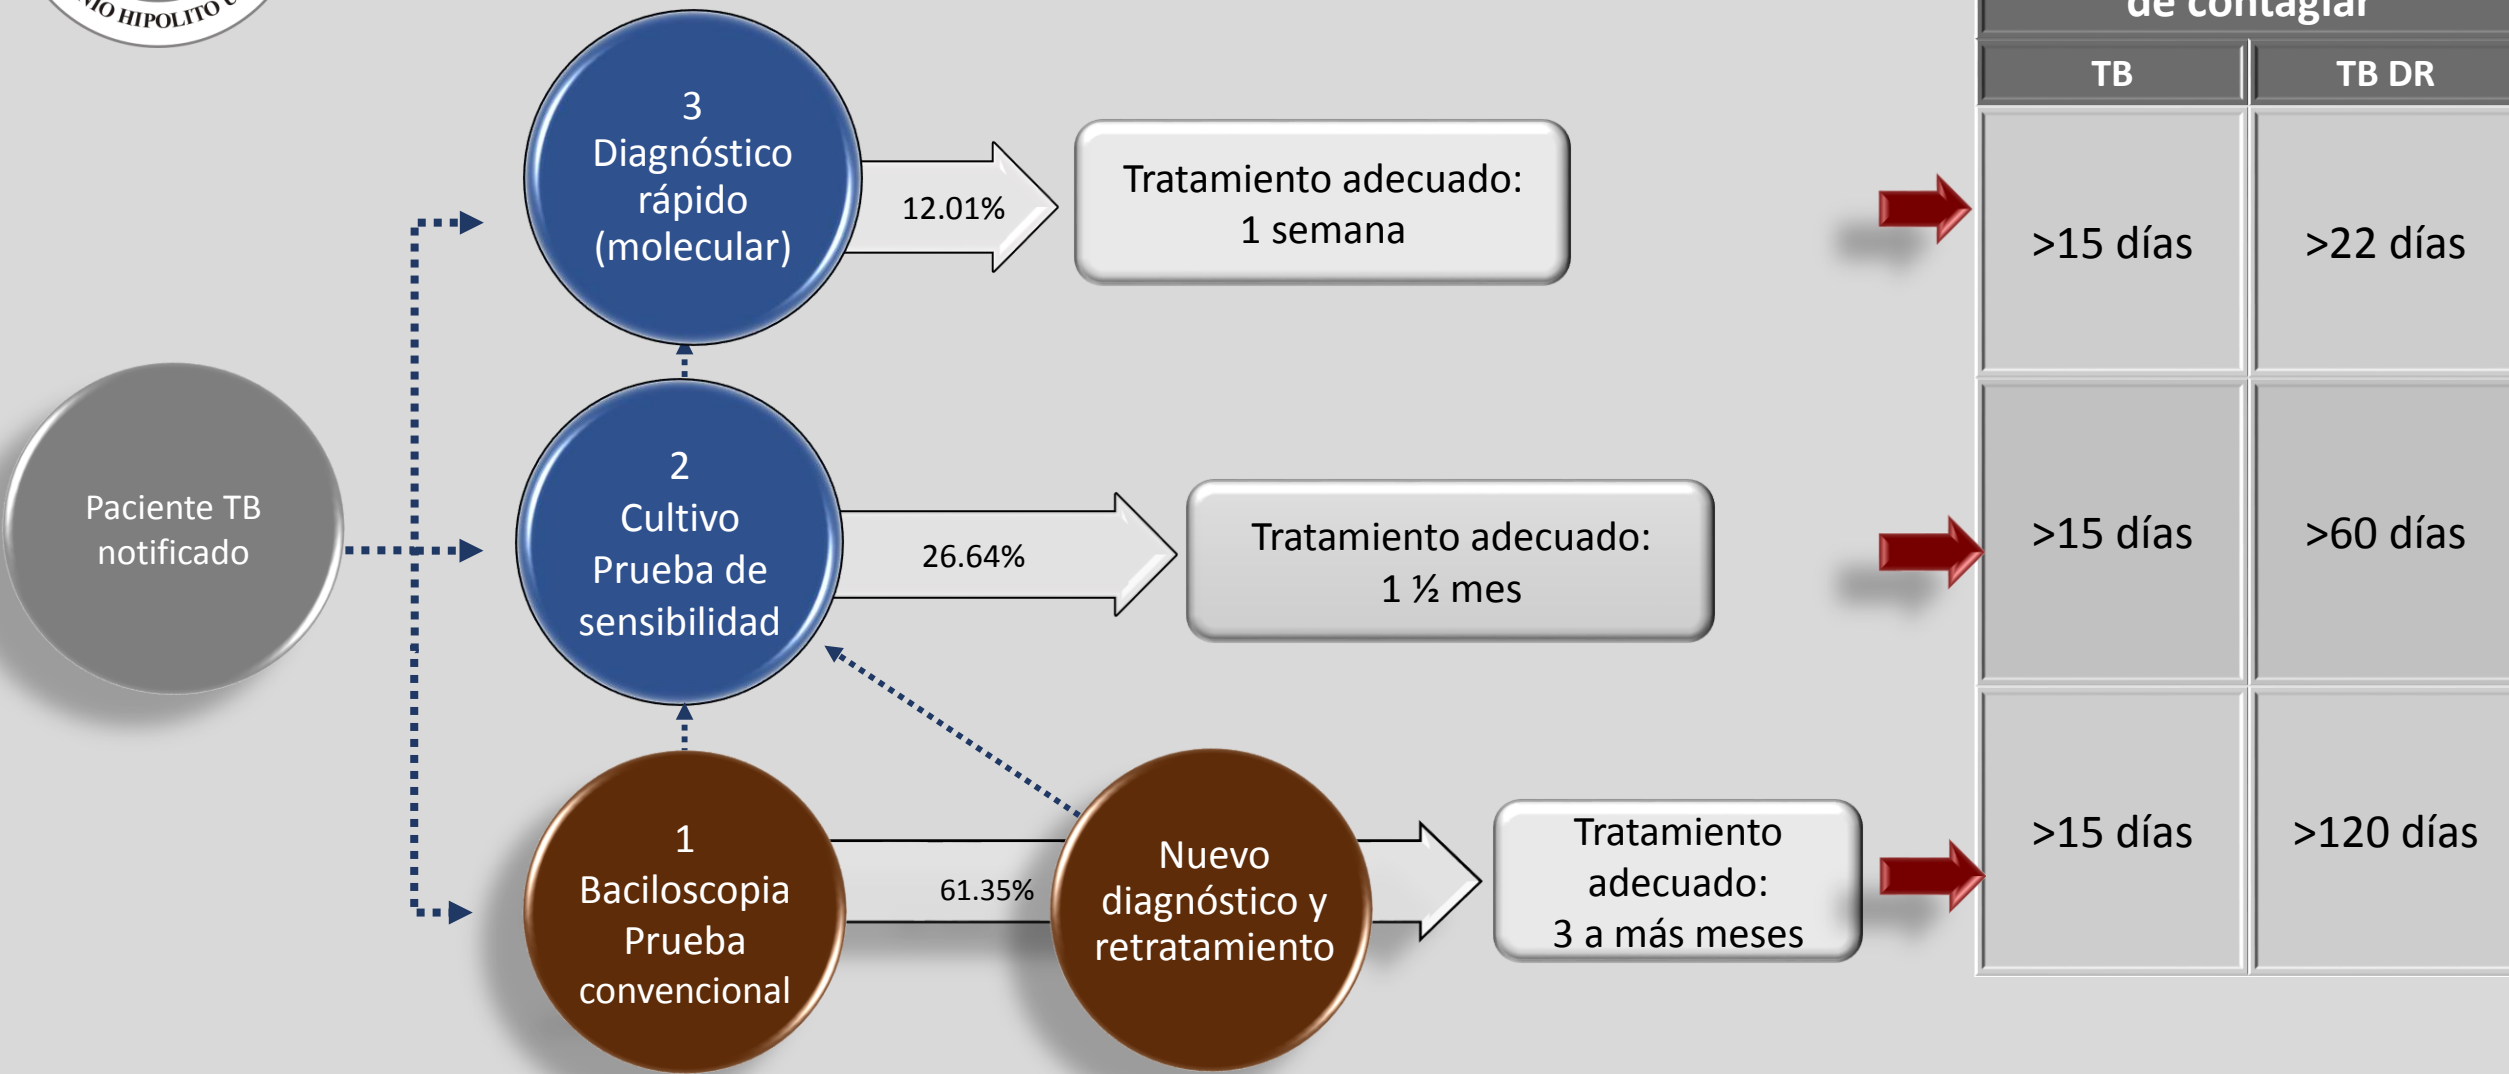 HIPOLITO
de contagiar
TB
TB DR
3
Diagnóstico
rápido
(molecular)
12.01%
Tratamiento adecuado:
1 semana
>15 días
>22 días
Paciente TB
notificado
2
Cultivo
Prueba de
sensibilidad
26.64%
Tratamiento adecuado:
1 ½ mes
>15 días
>60 días
1
Baciloscopia
Prueba
convencional
61.35%
Nuevo
diagnóstico y
retratamiento
Tratamiento
adecuado:
3 a más meses
>15 días
>120 días